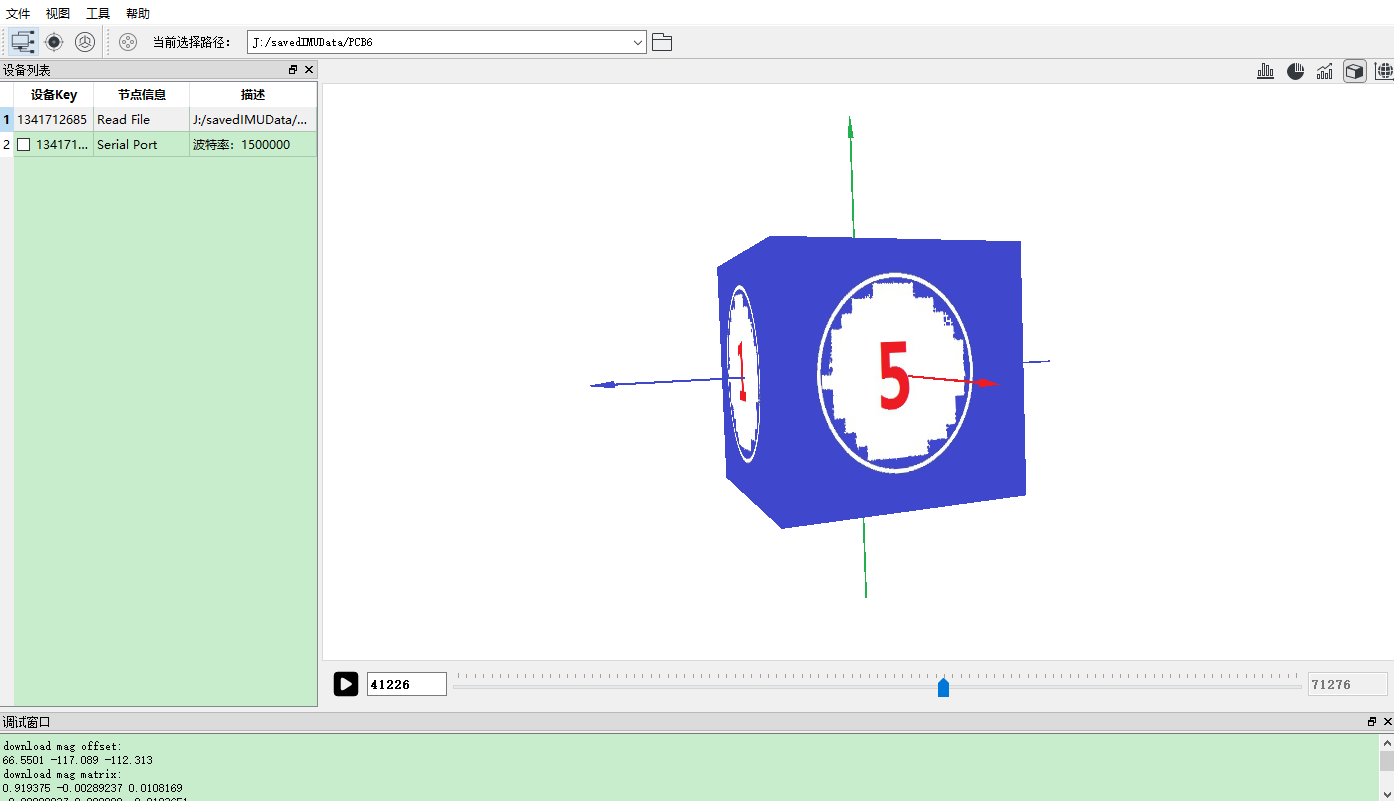 文件 视图 工具 帮助
当前选择路径： J:/savedIMUData/PCB6
设备列表
设备Key 节点信息 描述
1 1341712685 Read File J:/savedIMUData/...
2 134171... Serial Port 波特率：1500000
1
5
41226
71276
调试窗口
download mag offset:
66.5501 -117.089 -112.313
download mag matrix:
0.919375 -0.00289237 0.0108169